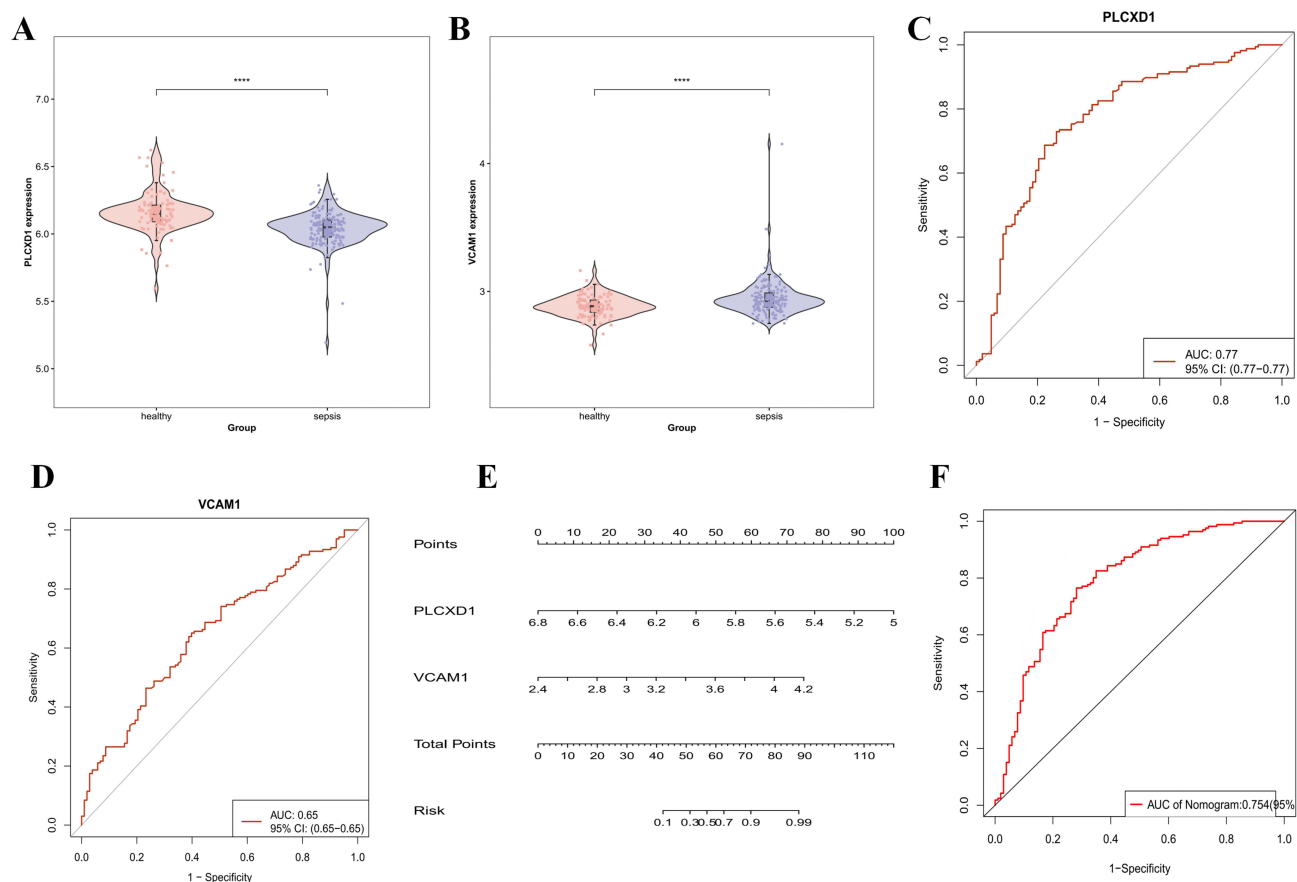 A
****
7.0
6.5
6.0
5.5
5.0
PLCXD1 expression
healthy sepsis
Group
B
****
4
3
VCAM1 expression
healthy sepsis
Group
C
PLCXD1
1.0
0.8
0.6
0.4
0.2
0.0
Sensitivity
AUC: 0.77
95% CI: (0.77−0.77)
0.0 0.2 0.4 0.6 0.8 1.0
1 − Specificity
D
VCAM1
1.0
0.8
0.6
0.4
0.2
0.0
Sensitivity
AUC: 0.65
95% CI: (0.65−0.65)
0.0 0.2 0.4 0.6 0.8 1.0
1 − Specificity
E
0 10 20 30 40 50 60 70 80 90 100
Points
PLCXD1
6.8 6.6 6.4 6.2 6 5.8 5.6 5.4 5.2 5
VCAM1
2.4 2.8 3 3.2 3.6 4 4.2
Total Points
0 10 20 30 40 50 60 70 80 90 110
Risk
0.1 0.3 0.5 0.7 0.9 0.99
F
1.0
0.8
0.6
0.4
0.2
0.0
Sensitivity
AUC of Nomogram:0.754(95%
0.0 0.2 0.4 0.6 0.8 1.0
1−Specificity